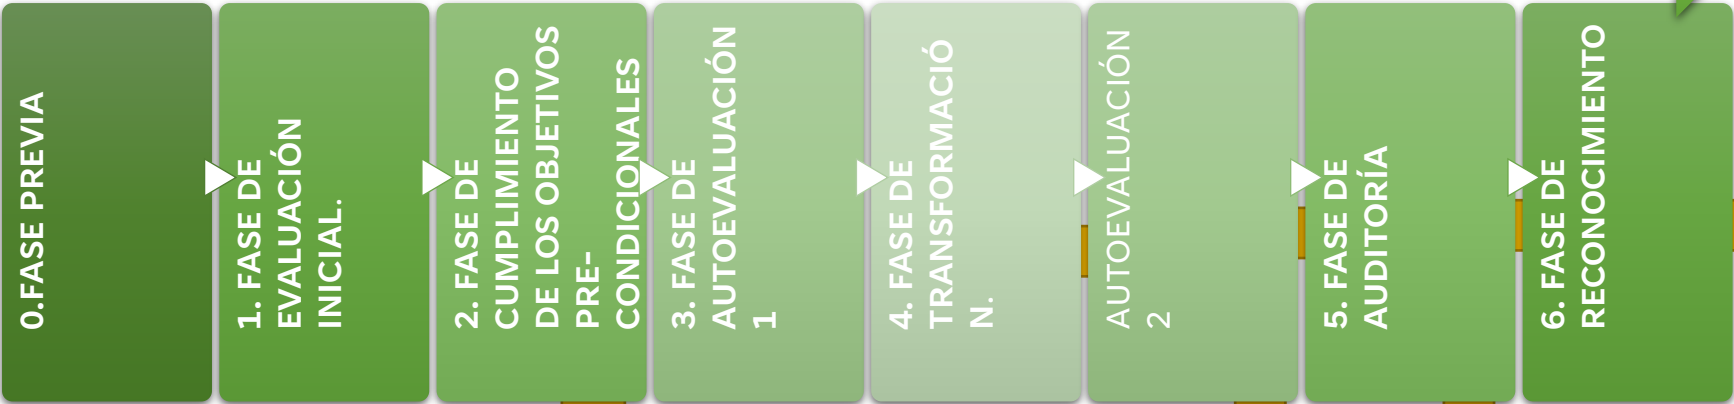 0.FASE PREVIA
1. FASE DE
EVALUACIÓN
INICIAL.
2. FASE DE
CUMPLIMIENTO
DE LOS OBJETIVOS
PRE-
CONDICIONALES
3. FASE DE
AUTOEVALUACIÓN
1
4. FASE DE
TRANSFORMACIÓ
N.
AUTOEVALUACIÓN
2
5. FASE DE
AUDITORÍA
6. FASE DE
RECONOCIMIENTO